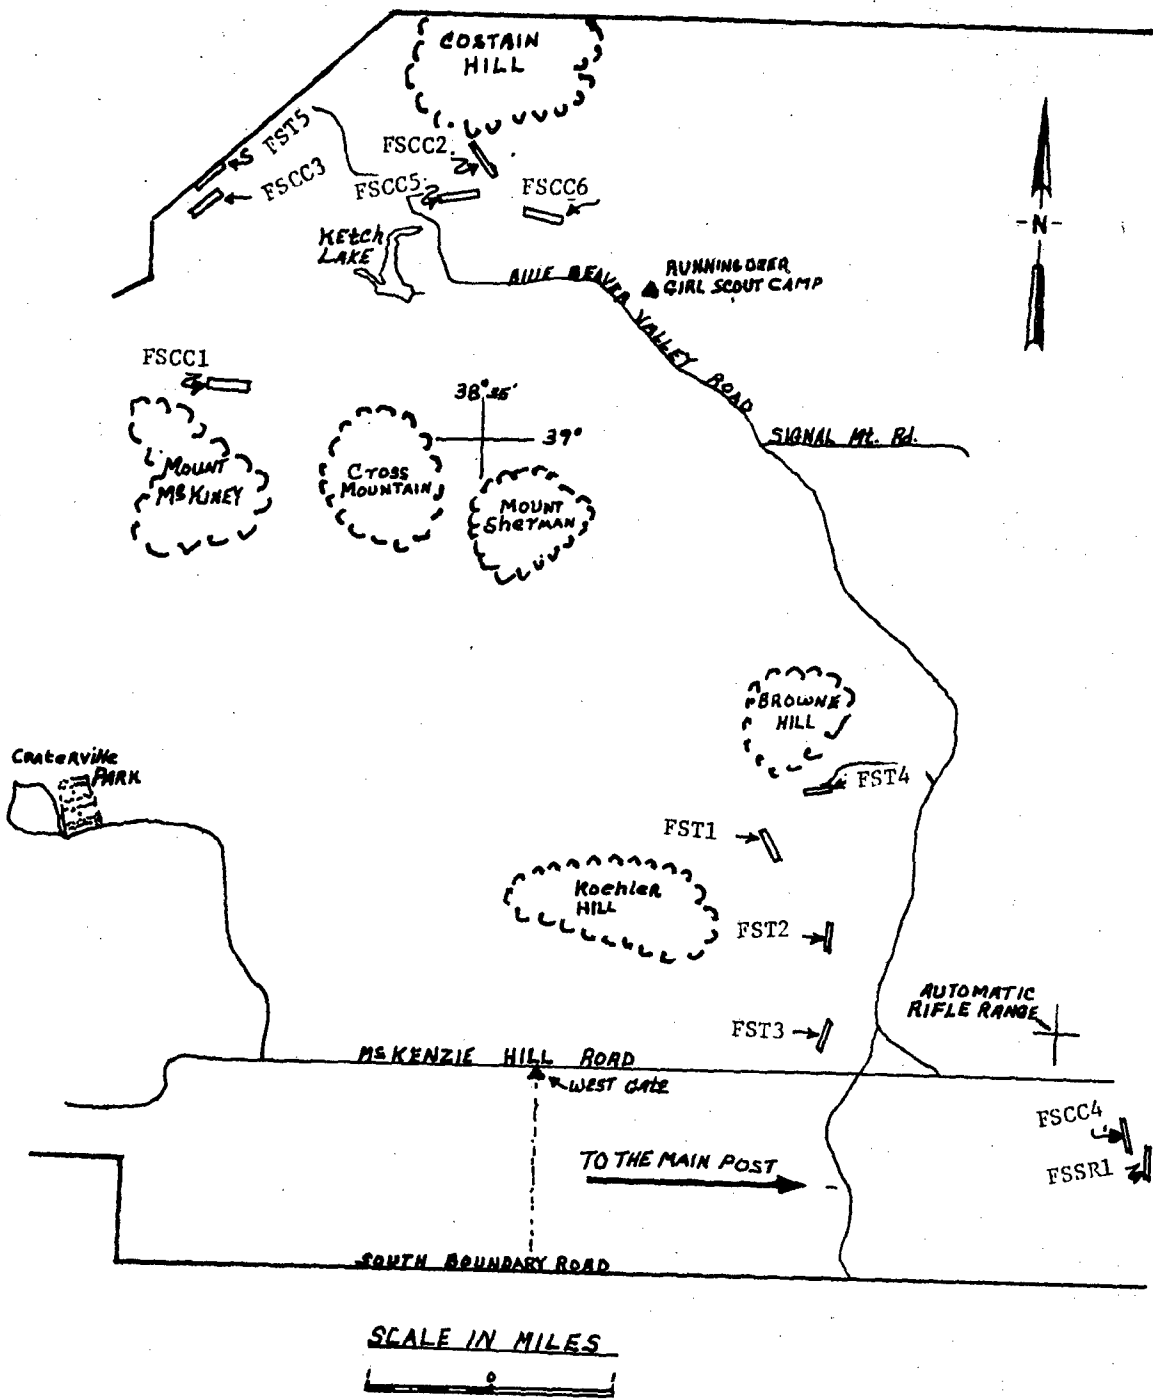 COSTAIN
HILL
FST5
FSCC2
FSCC3
FSCC5
FSCC6
-N-
KETCH
LAKE
RUNNING DEER
GIRL SCOUT CAMP
BLUE BEAVER VALLEY ROAD
FSCC1
38° 35'
39°
SIGNAL Mt. Rd.
MOUNT
McKINEY
CROSS
MOUNTAIN
MOUNT
SHERMAN
BROWNE
HILL
CRATERVILLE
PARK
FST4
FST1
Koehler
HILL
FST2
AUTOMATIC
RIFLE RANGE
FST3
McKENZIE HILL ROAD
WEST GATE
FSCC4
TO THE MAIN POST
FSSR1
SOUTH BOUNDARY ROAD
SCALE IN MILES
1 0 1